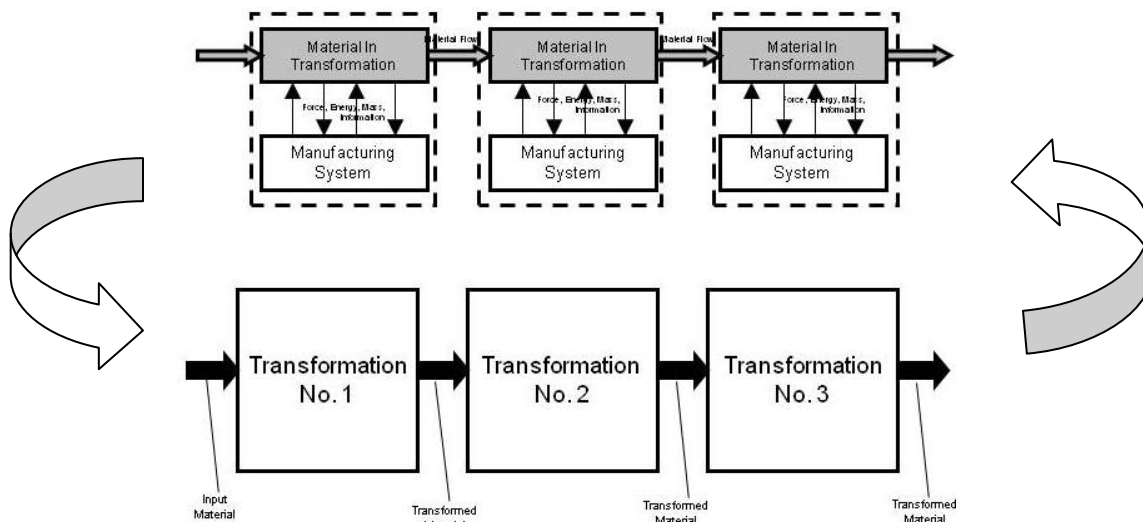 Material In
Transformation
Material Flow
Material In
Transformation
Material Flow
Material In
Transformation
Force, Energy, Mass,
Information
Force, Energy, Mass,
Information
Force, Energy, Mass,
Information
Manufacturing
System
Manufacturing
System
Manufacturing
System
Transformation
No. 1
Transformation
No. 2
Transformation
No. 3
Input
Material
Transformed
Transformed
Material
Transformed
Material